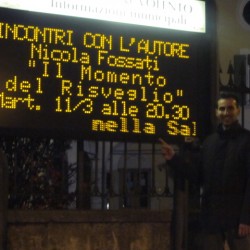 Informazioni municipali
INCONTRI CON L'AUTORE
Nicola Fossati
"Il Momento
del Risveglio"
Mart. 11/3 alle 20.30
nella Sal